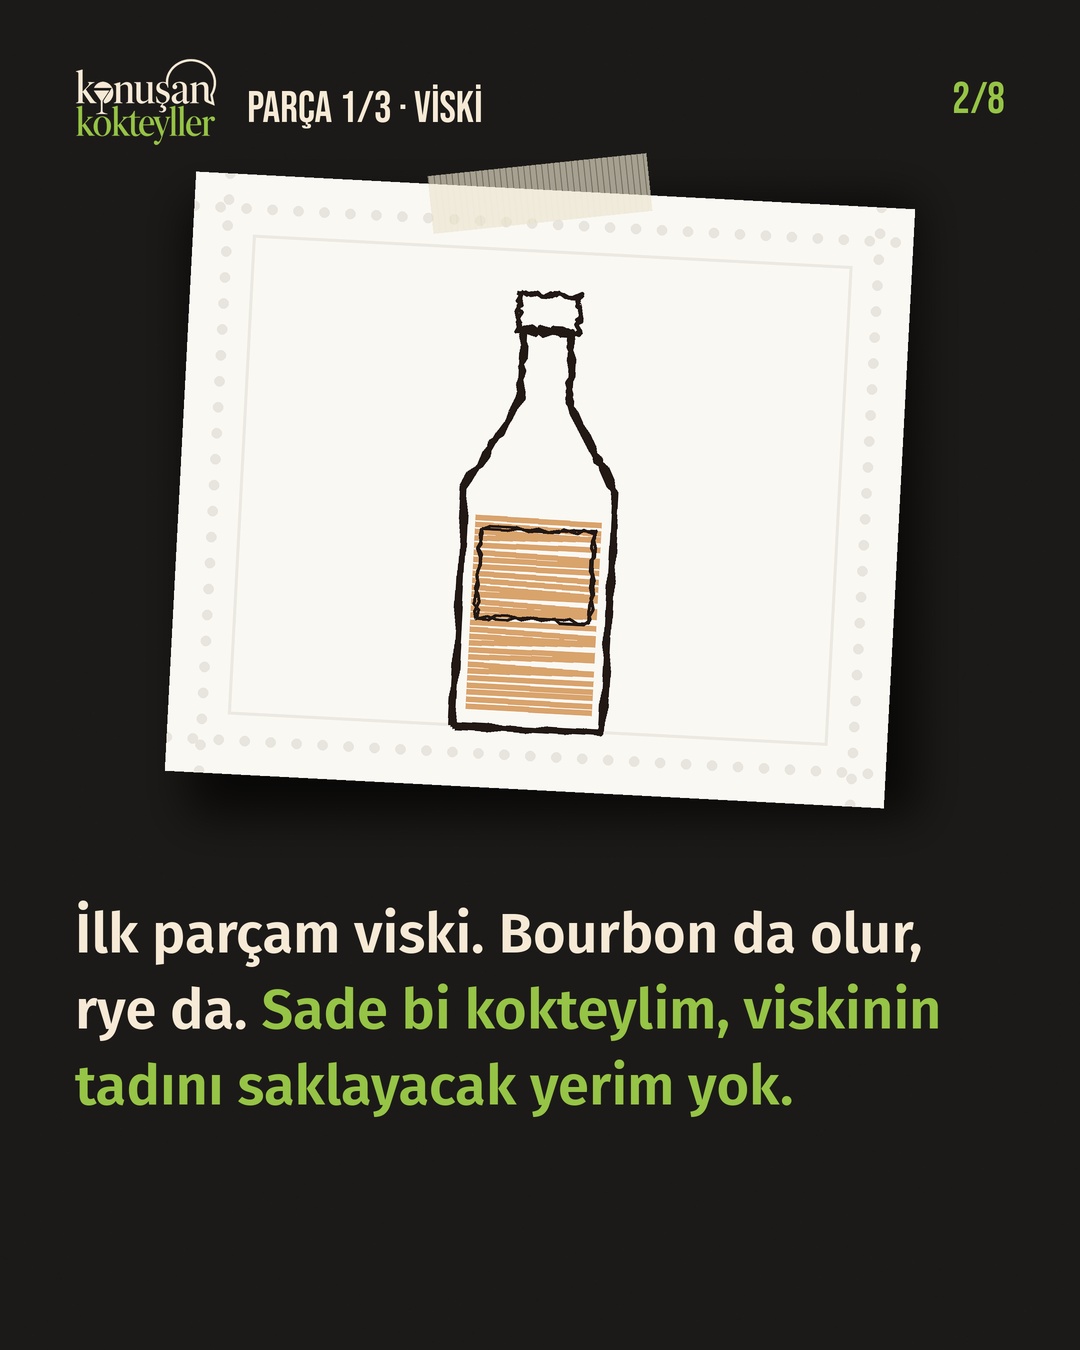 konuşan
kokteyller
PARÇA 1/3 · VİSKİ
2/8
İlk parçam viski. Bourbon da olur,
rye da. Sade bi kokteylim, viskinin
tadını saklayacak yerim yok.